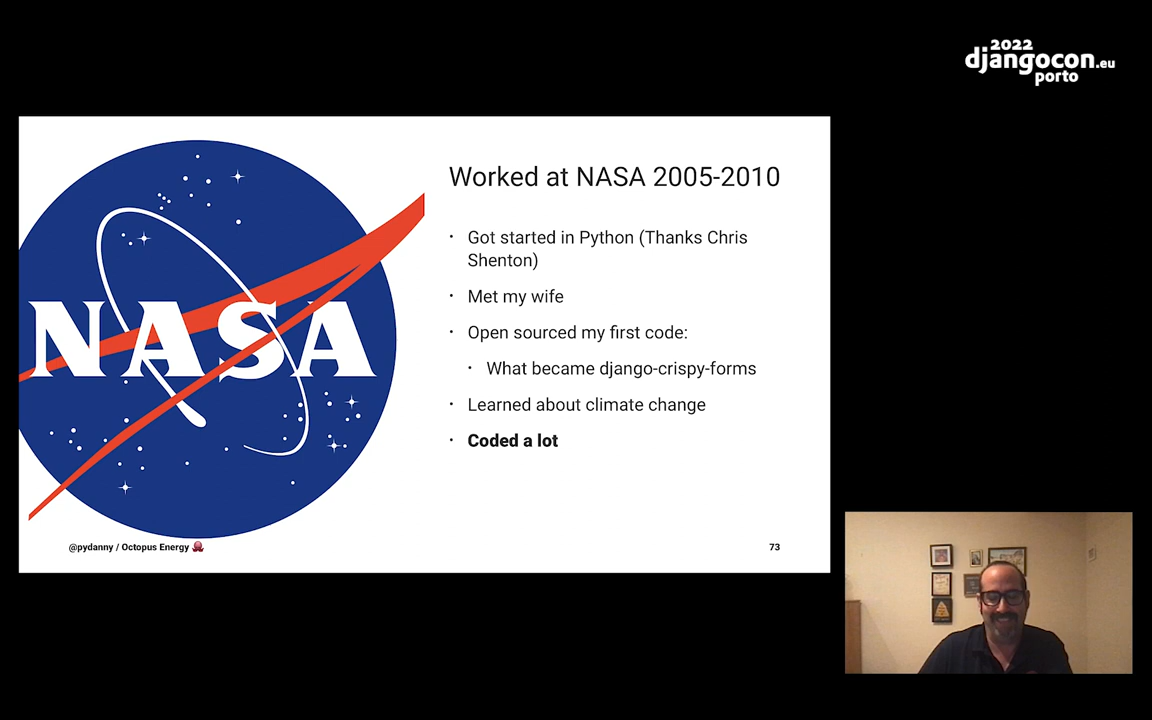 2022
djangocon.eu
porto
NASA
Worked at NASA 2005-2010
Got started in Python (Thanks Chris
Shenton)
Met my wife
Open sourced my first code:
What became django-crispy-forms
Learned about climate change
Coded a lot
@pydanny / Octopus Energy 🐙
73